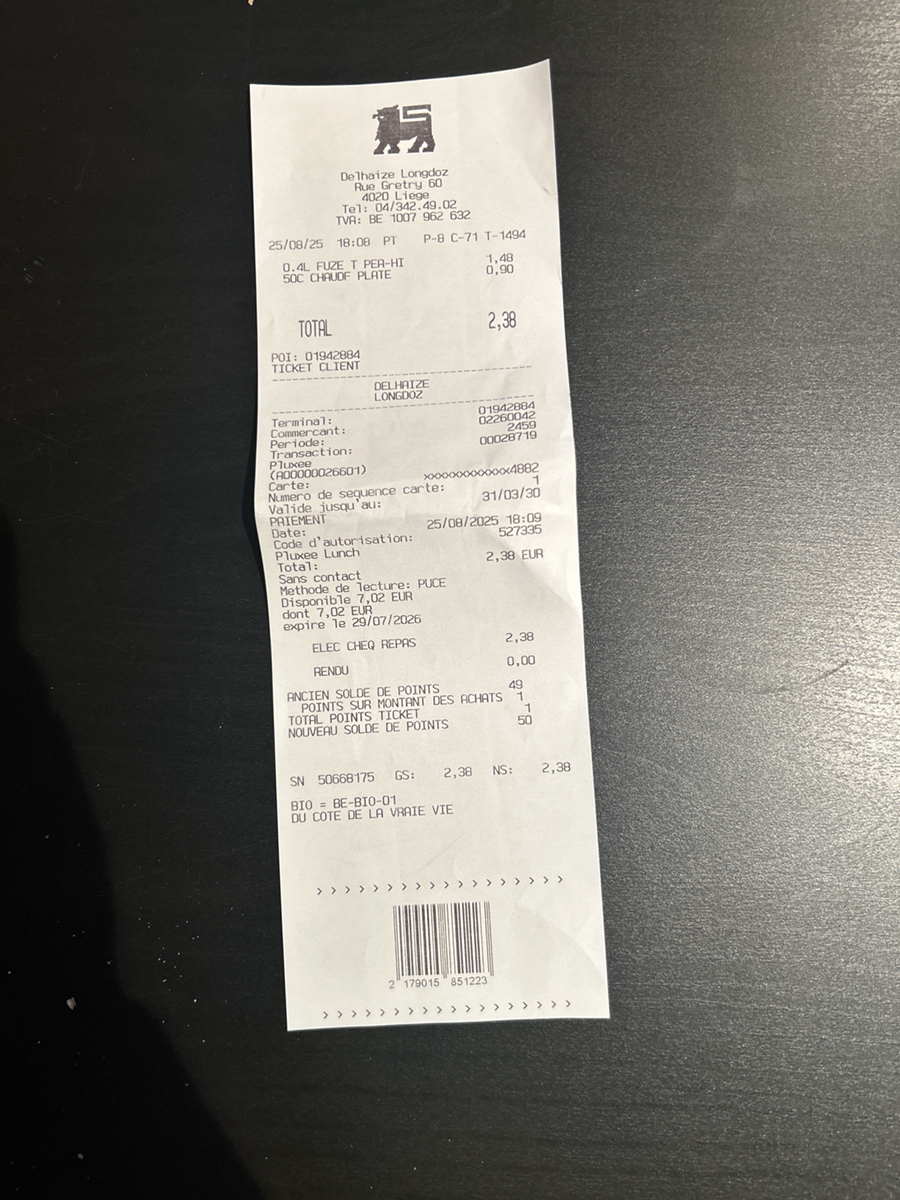 Delhaize Longdoz
Rue Gretry 60
4020 Liege
Tel: 04/342.49.02
TVA: BE 1007 962 632
25/08/25 18:08 PT P-8 C-71 T-1494
0.4L FUZE T PEA-HI 1,48
50C CHAUDF PLATE 0,90
TOTAL 2,38
POI: 01942884
TICKET CLIENT
DELHAIZE
LONGDOZ
Terminal: 01942884
Commercant: 02260042
Periode: 2459
Transaction: 00028719
Pluxee
(A00000026601)
Carte: xxxxxxxxxxxxx4882
Numero de sequence carte: 1
Valide jusqu'au: 31/03/30
PAIEMENT
Date: 25/08/2025 18:09
Code d'autorisation: 527335
Pluxee Lunch
Total: 2,38 EUR
Sans contact
Methode de lecture: PUCE
Disponible 7,02 EUR
dont 7,02 EUR
expire le 29/07/2026
ELEC CHEQ REPAS 2,38
RENDU 0,00
ANCIEN SOLDE DE POINTS 49
POINTS SUR MONTANT DES ACHATS 1
TOTAL POINTS TICKET 1
NOUVEAU SOLDE DE POINTS 50
SN 50668175 GS: 2,38 NS: 2,38
BIO = BE-BIO-01
DU COTE DE LA VRAIE VIE
> > > > > > > > > > > > > > > > > >
2 179015 851223
> > > > > > > > > > > > > > > > > >